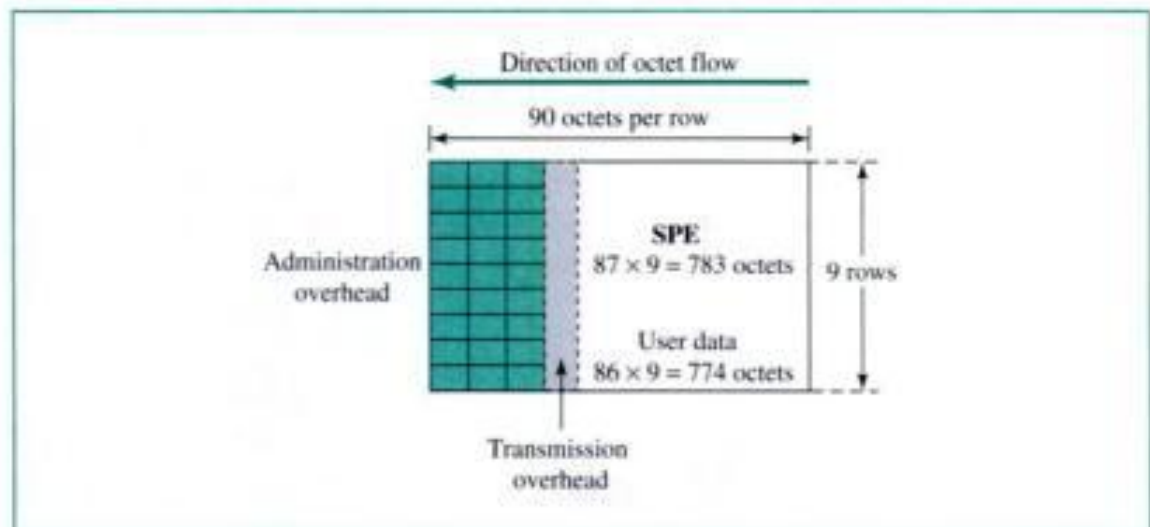 Direction of octet flow
90 octets per row
SPE
87 × 9 = 783 octets
9 rows
Administration
overhead
User data
86 × 9 = 774 octets
Transmission
overhead